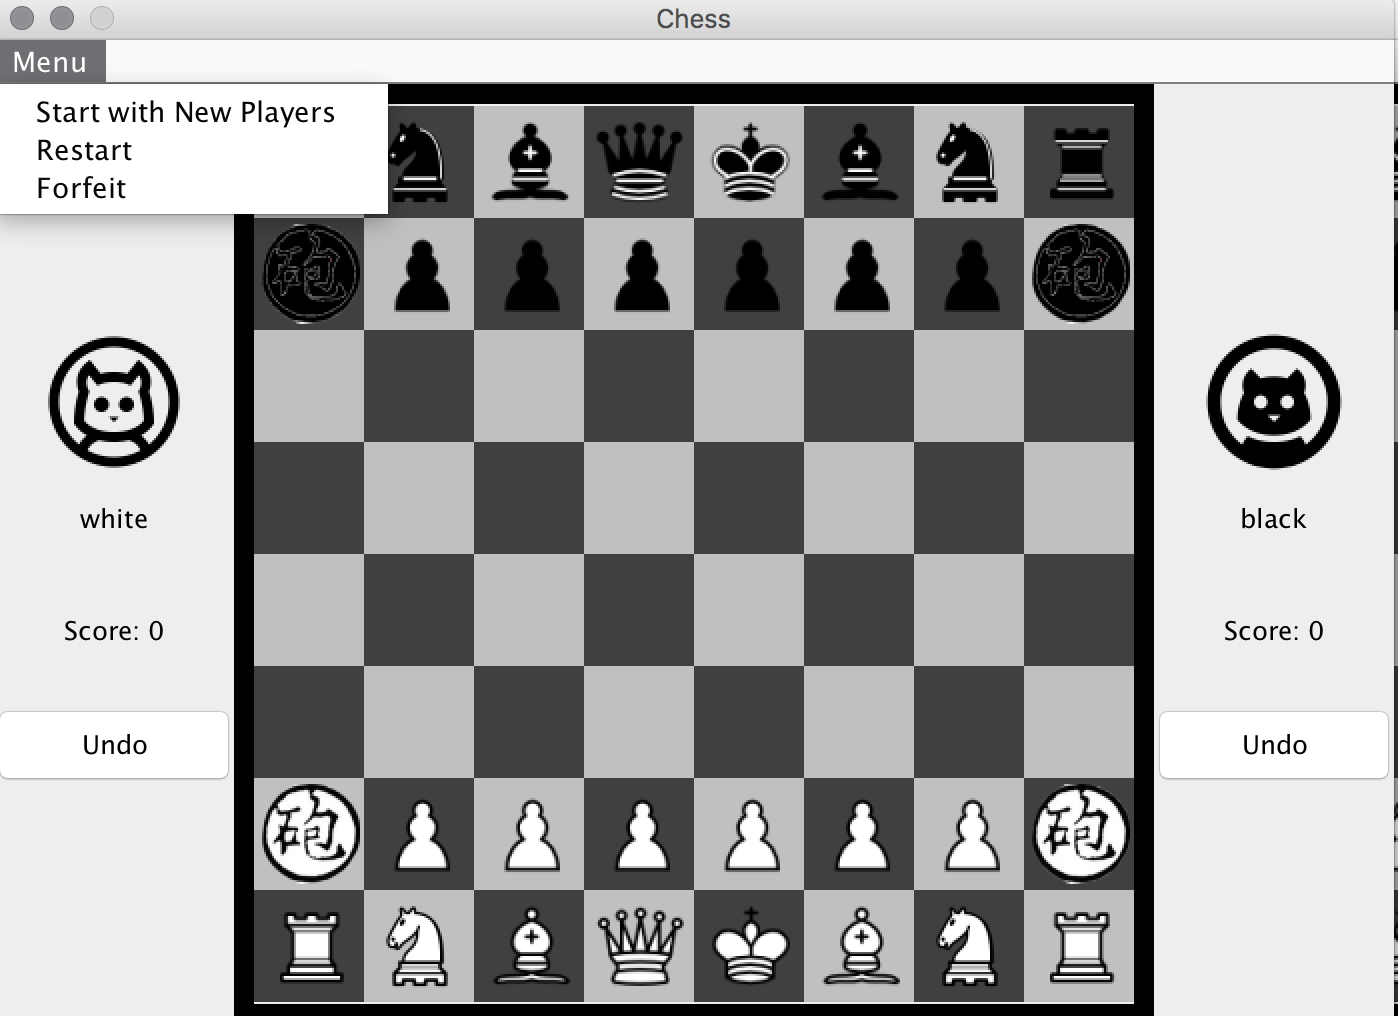 Chess
Menu
Start with New Players
Restart
Forfeit
砲
砲
white
black
Score: 0
Score: 0
Undo
Undo
砲
砲